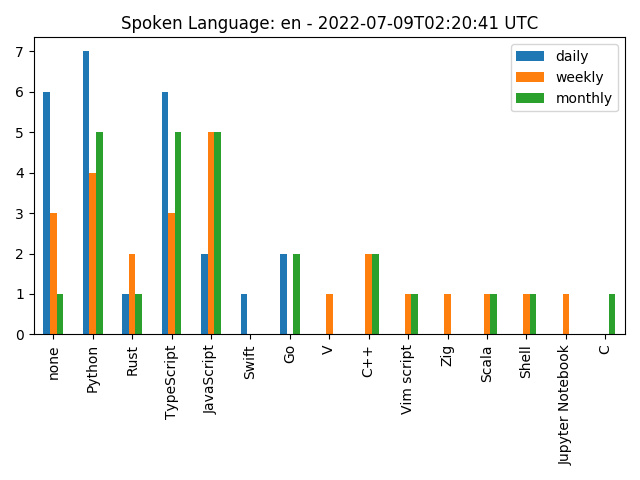 Spoken Language: en - 2022-07-09T02:20:41 UTC
daily
weekly
monthly
7
6
5
4
3
2
1
0
none
Python
Rust
TypeScript
JavaScript
Swift
Go
V
C++
Vim script
Zig
Scala
Shell
Jupyter Notebook
C